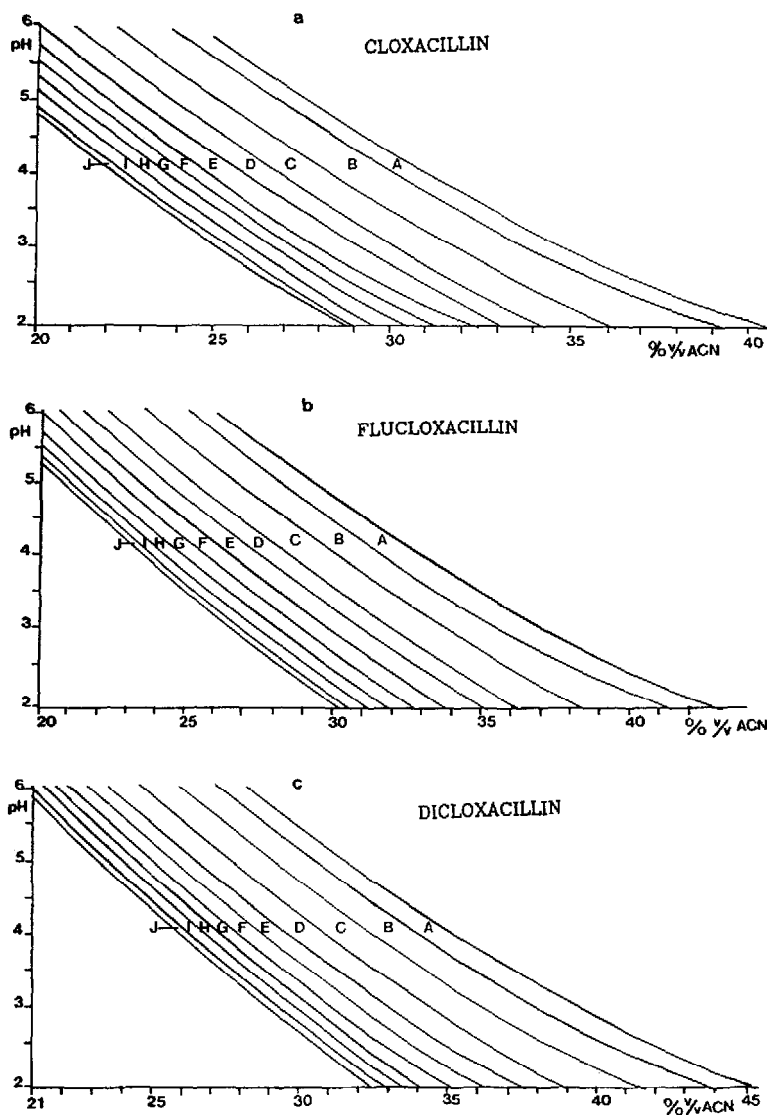 a
CLOXACILLIN
6
pH
5
4
3
2
J I H G F E D C B A
20 25 30 35 40
% v/v ACN
b
FLUCLOXACILLIN
6
pH
5
4
3
2
J I H G F E D C B A
20 25 30 35 40
% v/v ACN
c
DICLOXACILLIN
6
pH
5
4
3
2
J I H G F E D C B A
21 25 30 35 40 45
% v/v ACN